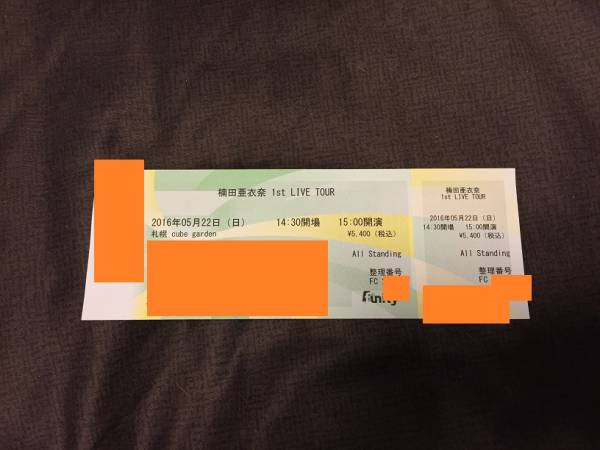 楠田亜衣奈 1st LIVE TOUR
2016年05月22日（日） 14:30開場 15:00開演
札幌 cube garden ¥5,400（税込）
All Standing
整理番号
FC
楠田亜衣奈
1st LIVE TOUR
2016年05月22日（日）
14:30開場 15:00開演
¥5,400（税込）
All Standing
整理番号
FC